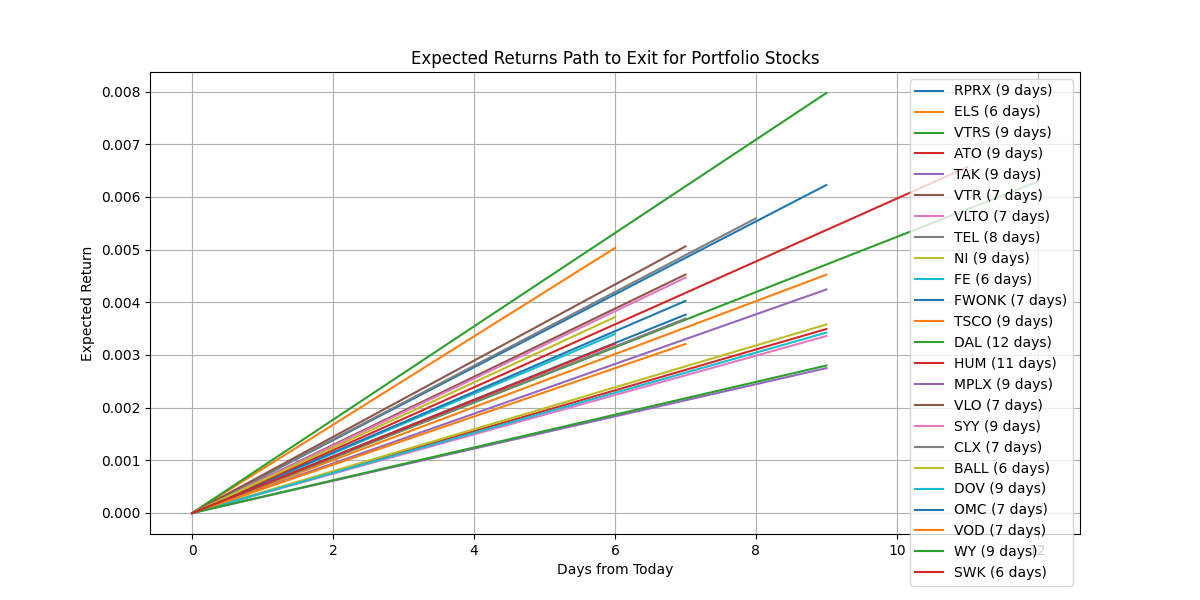 Expected Returns Path to Exit for Portfolio Stocks
Expected Return
0.008
0.007
0.006
0.005
0.004
0.003
0.002
0.001
0.000
0 2 4 6 8 10 12
Days from Today
RPRX (9 days)
ELS (6 days)
VTRS (9 days)
ATO (9 days)
TAK (9 days)
VTR (7 days)
VLTO (7 days)
TEL (8 days)
NI (9 days)
FE (6 days)
FWONK (7 days)
TSCO (9 days)
DAL (12 days)
HUM (11 days)
MPLX (9 days)
VLO (7 days)
SYY (9 days)
CLX (7 days)
BALL (6 days)
DOV (9 days)
OMC (7 days)
VOD (7 days)
WY (9 days)
SWK (6 days)